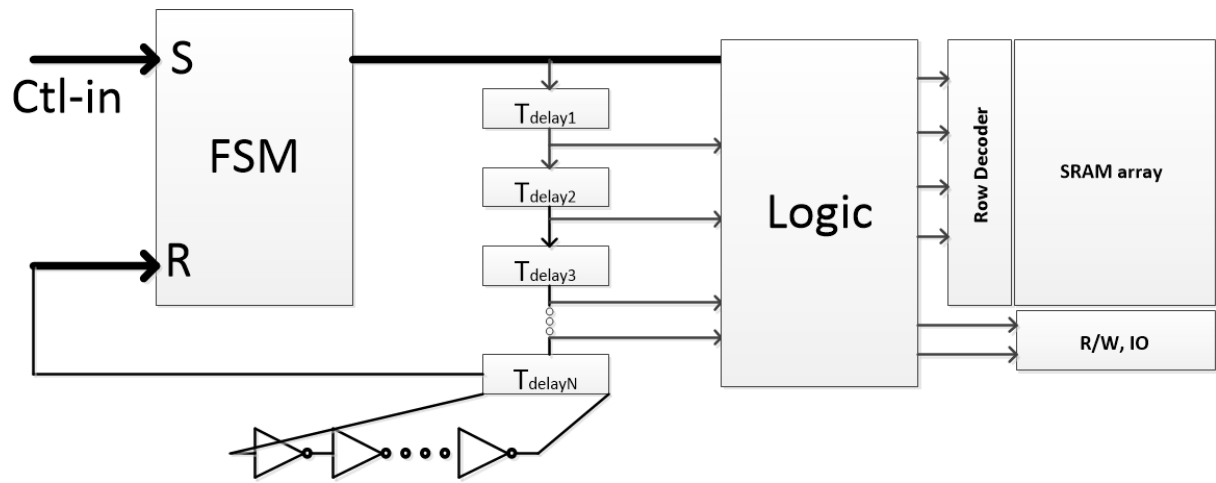 S
Ctl-in
FSM
R
Tdelay1
Tdelay2
Tdelay3
TdelayN
Logic
Row Decoder
SRAM array
R/W, IO